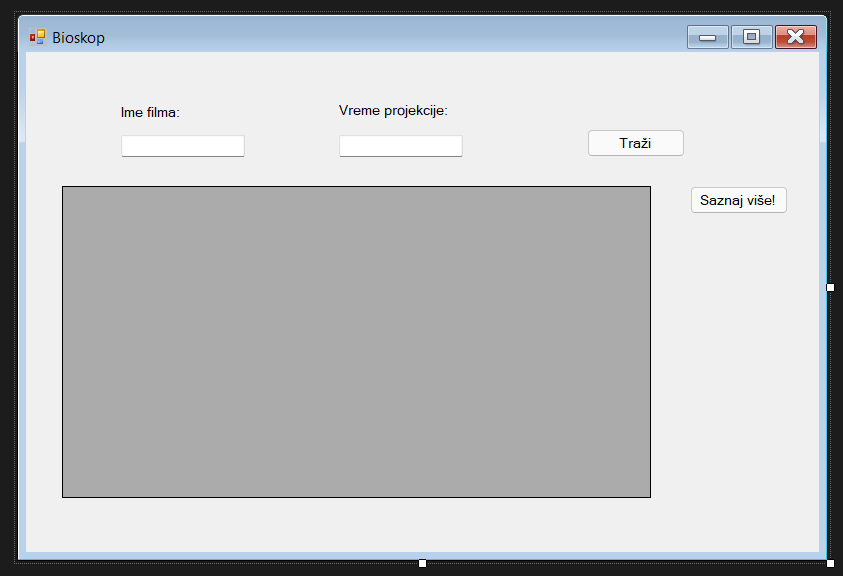 Bioskop
Ime filma:
Vreme projekcije:
Traži
Saznaj više!